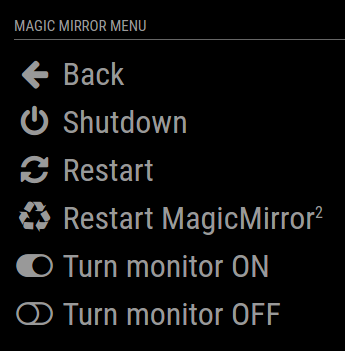 MAGIC MIRROR MENU
Back
Shutdown
Restart
Restart MagicMirror²
Turn monitor ON
Turn monitor OFF